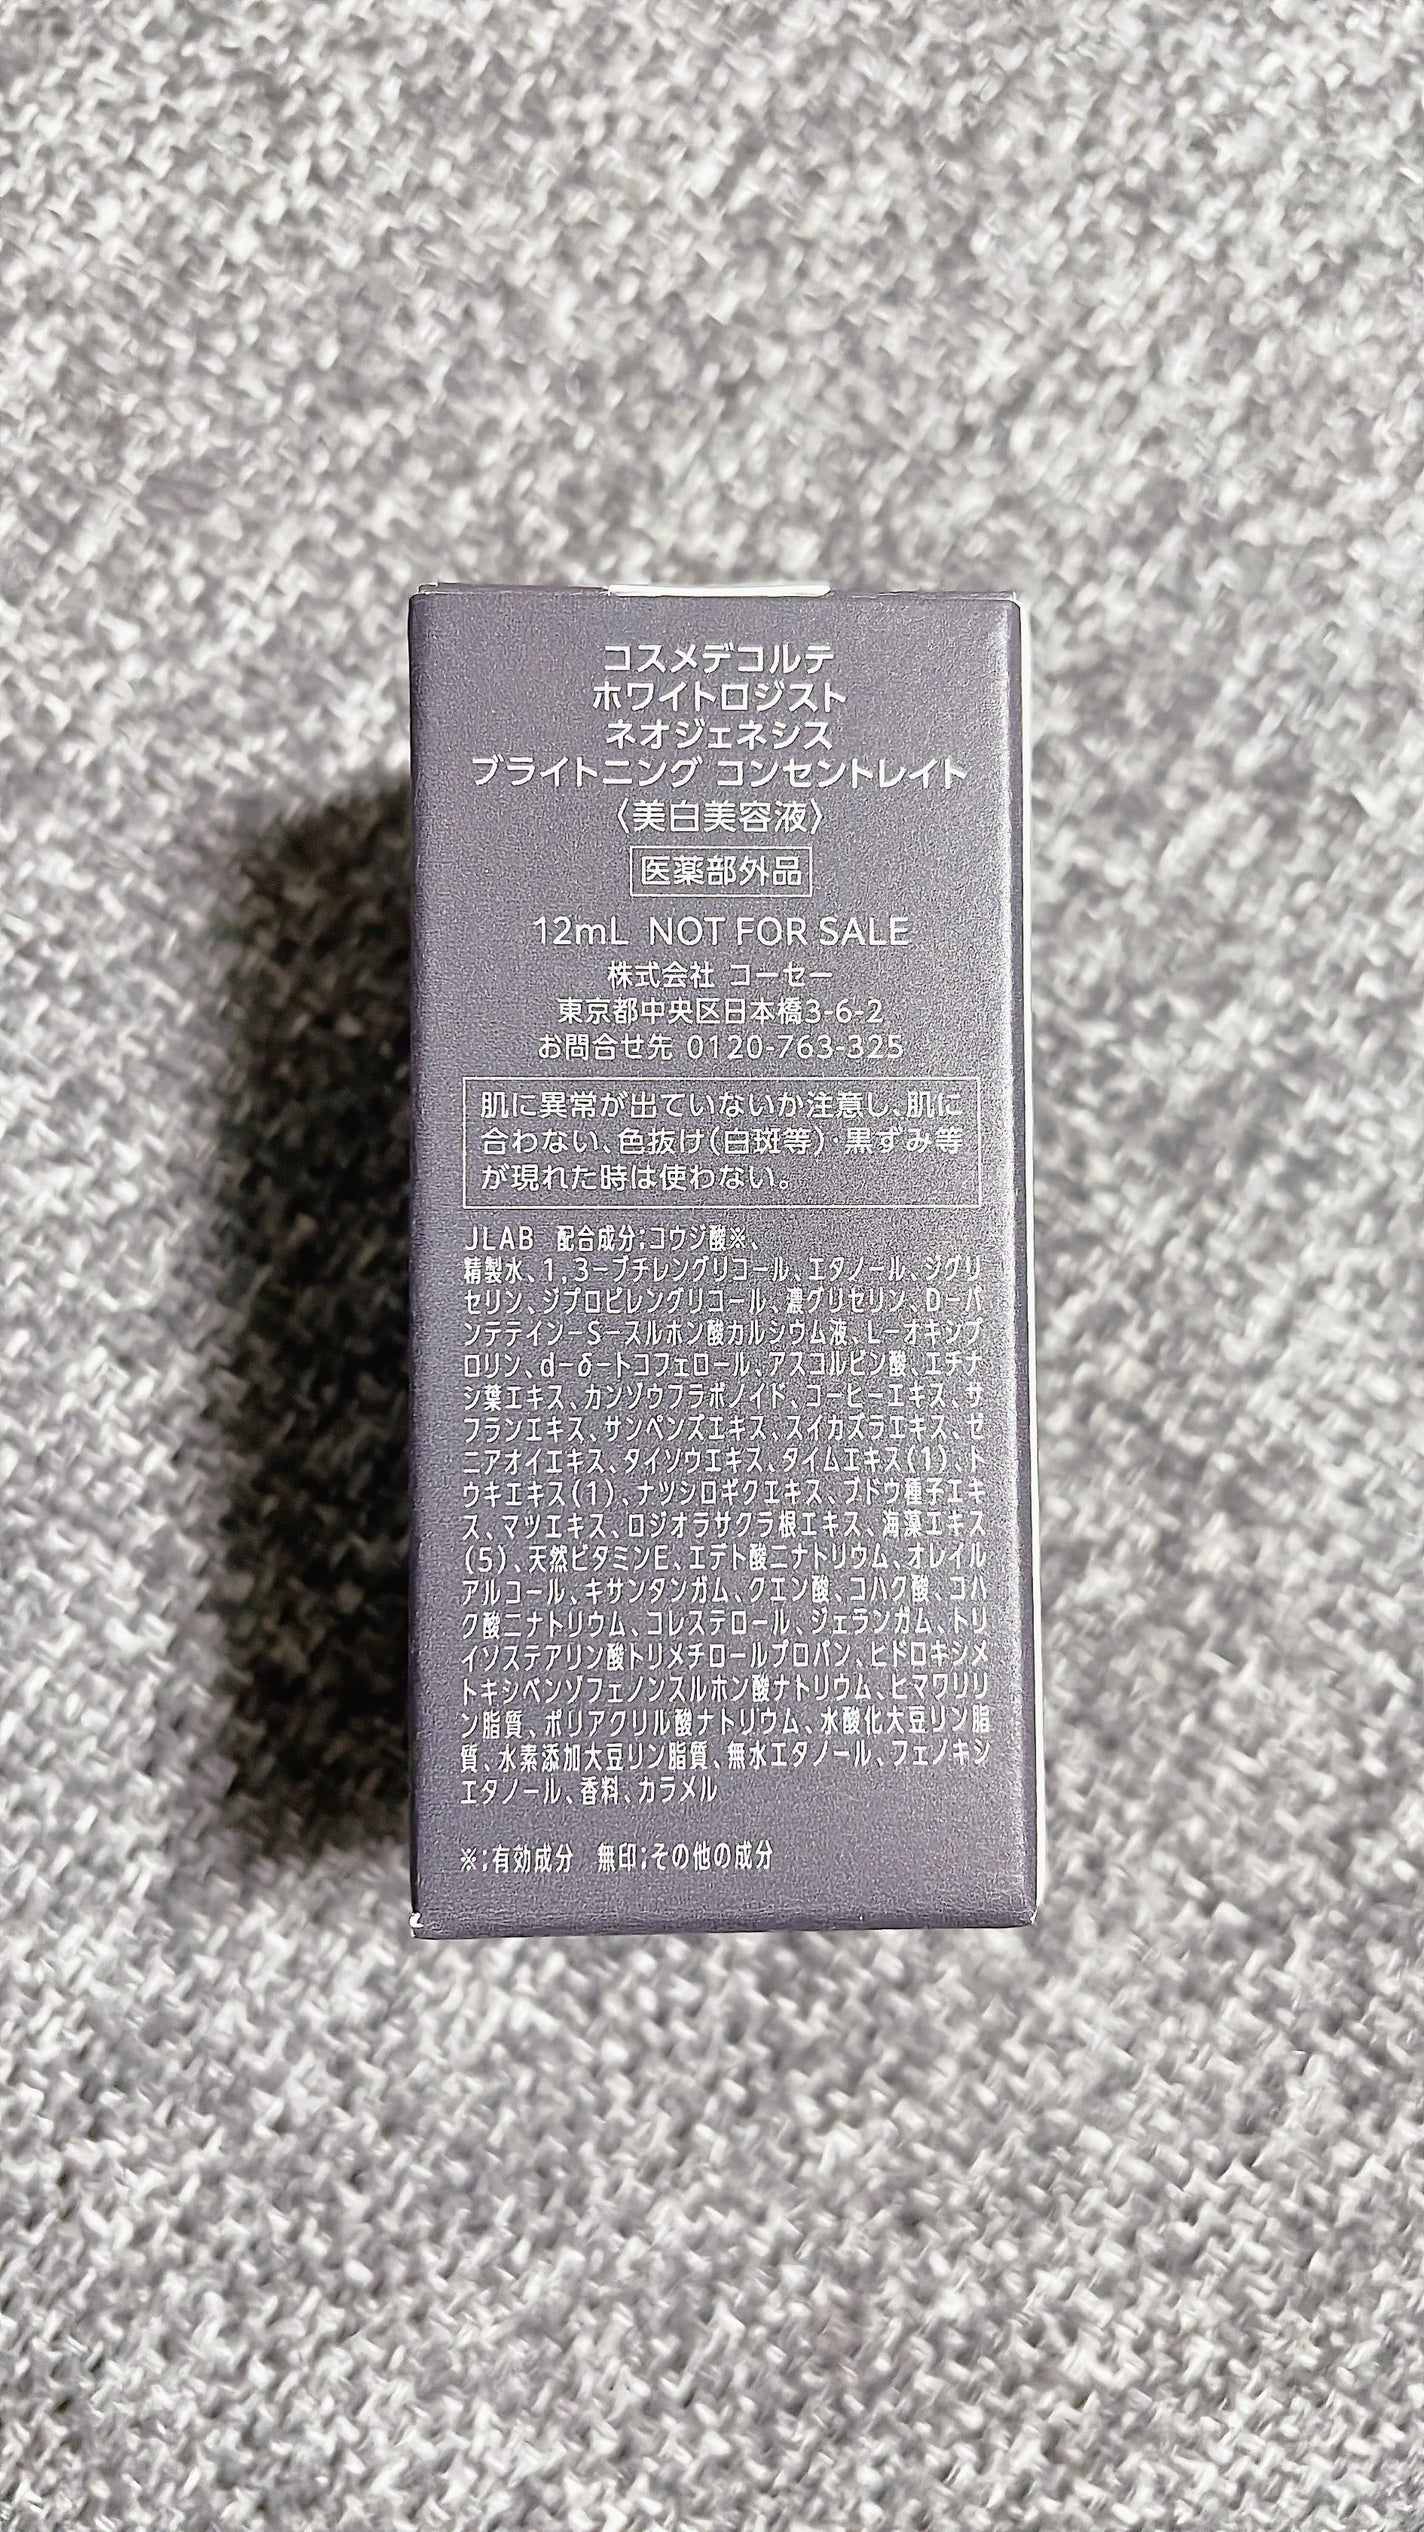 コスメデコルテ
ホワイトロジスト
ネオジェネシス
ブライトニング コンセントレイト
〈美白美容液〉
医薬部外品
12mL NOT FOR SALE
株式会社 コーセー
東京都中央区日本橋3-6-2
お問合せ先 0120-763-325
肌に異常が出ていないか注意し、肌に
合わない、色抜け(白斑等)・黒ずみ等
が現れた時は使わない。
JLAB 配合成分;コウジ酸※、
精製水、1,3-ブチレングリコール、エタノール、ジグリ
セリン、ジプロピレングリコール、濃グリセリン、D-パ
ンテテイン-S-スルホン酸カルシウム液、L-オキシプ
ロリン、d-δ-トコフェロール、アスコルビン酸、エチナ
シ葉エキス、カンゾウフラボノイド、コーヒーエキス、サ
フランエキス、サンペンズエキス、スイカズラエキス、ゼ
ニアオイエキス、タイソウエキス、タイムエキス(1)、ト
ウキエキス(1)、ナツシロギクエキス、ブドウ種子エキ
ス、マツエキス、ロジオラサクラ根エキス、海藻エキス
(5)、天然ビタミンE、エデト酸二ナトリウム、オレイル
アルコール、キサンタンガム、クエン酸、コハク酸、コハ
ク酸二ナトリウム、コレステロール、ジェランガム、トリ
イソステアリン酸トリメチロールプロパン、ヒドロキシメ
トキシベンゾフェノンスルホン酸ナトリウム、ヒマワリリ
ン脂質、ポリアクリル酸ナトリウム、水酸化大豆リン脂
質、水素添加大豆リン脂質、無水エタノール、フェノキシ
エタノール、香料、カラメル
※;有効成分 無印;その他の成分